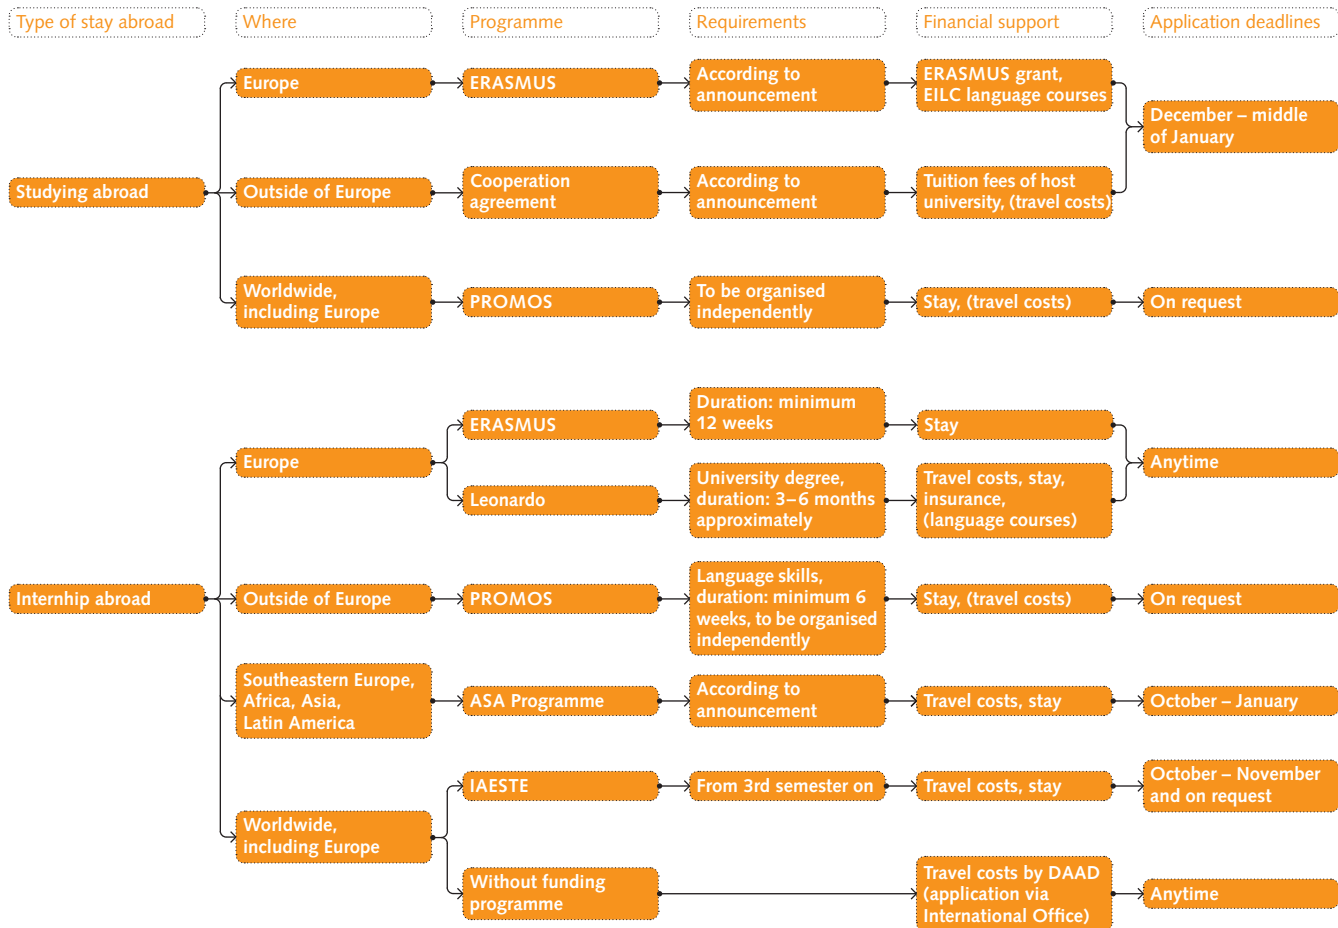 Type of stay abroad
Where
Programme
Requirements
Financial support
Application deadlines
Studying abroad
Europe
ERASMUS
According to
announcement
ERASMUS grant,
EILC language courses
December – middle
of January
Outside of Europe
Cooperation
agreement
According to
announcement
Tuition fees of host
university, (travel costs)
Worldwide,
including Europe
PROMOS
To be organised
independently
Stay, (travel costs)
On request
Internhip abroad
Europe
ERASMUS
Duration: minimum
12 weeks
Stay
Anytime
Leonardo
University degree,
duration: 3–6 months
approximately
Travel costs, stay,
insurance,
(language courses)
Outside of Europe
PROMOS
Language skills,
duration: minimum 6
weeks, to be organised
independently
Stay, (travel costs)
On request
Southeastern Europe,
Africa, Asia,
Latin America
ASA Programme
According to
announcement
Travel costs, stay
October – January
Worldwide,
including Europe
IAESTE
From 3rd semester on
Travel costs, stay
October – November
and on request
Without funding
programme
Travel costs by DAAD
(application via
International Office)
Anytime